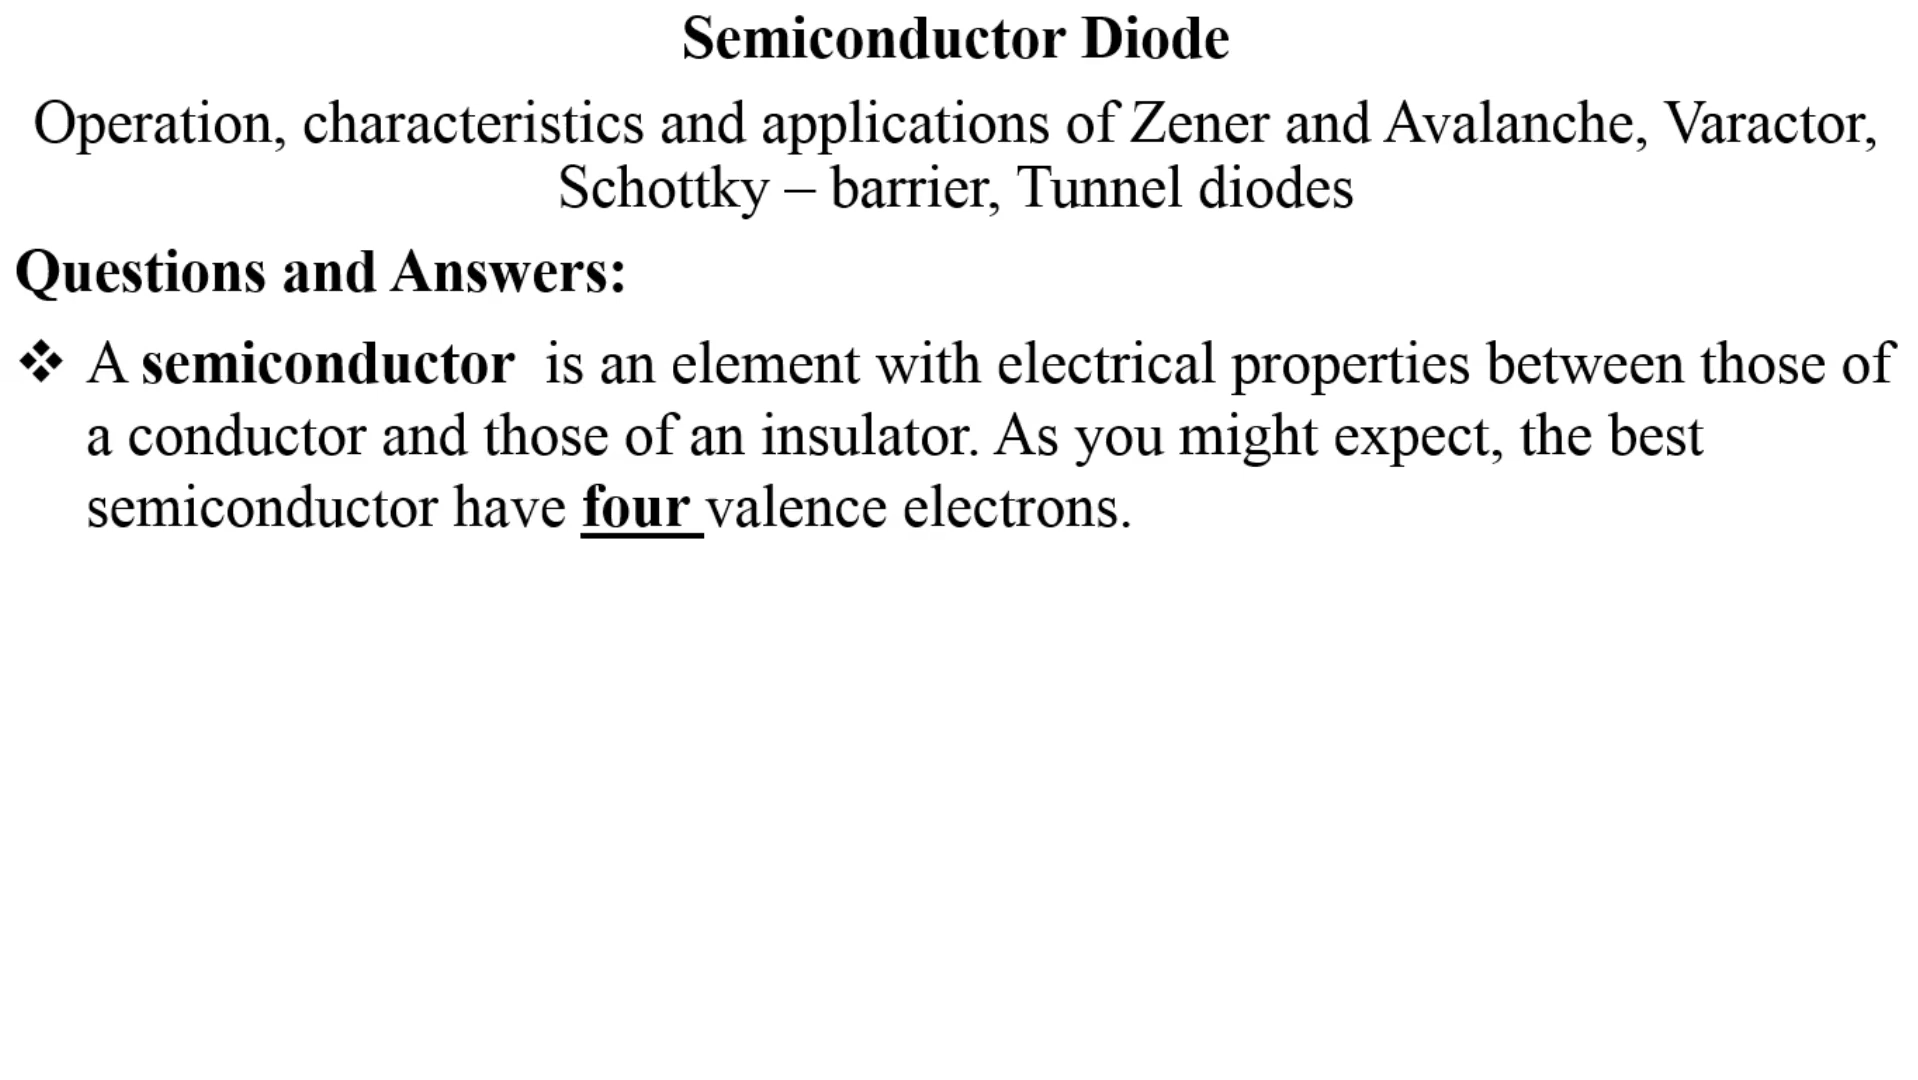 Semiconductor Diode
Operation, characteristics and applications of Zener and Avalanche, Varactor,
Schottky – barrier, Tunnel diodes
Questions and Answers:
❖ A semiconductor is an element with electrical properties between those of
a conductor and those of an insulator. As you might expect, the best
semiconductor have four valence electrons.